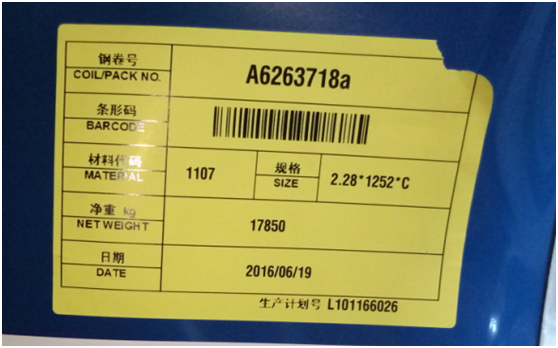 钢卷号
COIL/PACK NO.
A6263718a
条形码
BARCODE
材料代码
MATERIAL
1107
规格
SIZE
2.28*1252*C
净重 kg
NET WEIGHT
17850
日期
DATE
2016/06/19
生产计划号 L101166026